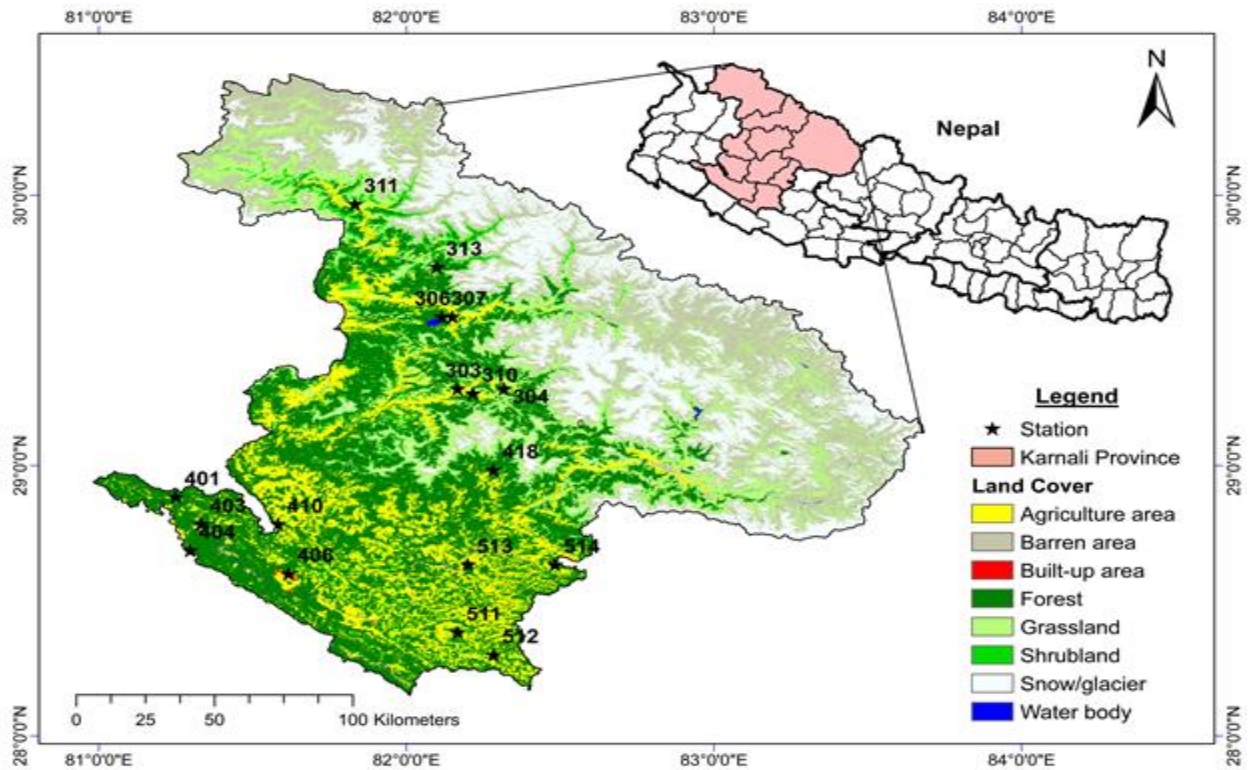 81°0'0"E 82°0'0"E 83°0'0"E 84°0'0"E
N
Nepal
30°0'0"N 30°0'0"N
311
313
306 307
303 310
304
418
29°0'0"N 29°0'0"N
401
403 410
404
406
513 514
511
512
Legend
Station
Karnali Province
Land Cover
Agriculture area
Barren area
Built-up area
Forest
Grassland
Shrubland
Snow/glacier
Water body
0 25 50 100 Kilometers
28°0'0"N 28°0'0"N
81°0'0"E 82°0'0"E 83°0'0"E 84°0'0"E